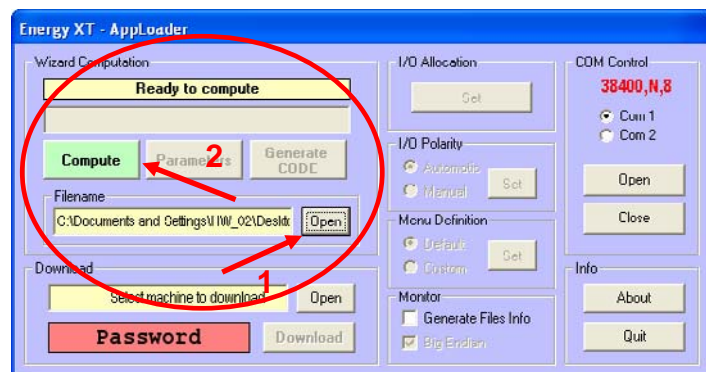 Energy XT - AppLoader
Wizard Computation
Ready to compute
Compute
Parameters
Generate
CODE
2
Filename
C:\Documents and Settings\HW_02\Deskto
Open
1
Download
Select machine to download
Open
Password
Download
I/O Allocation
Set
I/O Polarity
Automatic
Manual
Set
Menu Definition
Default
Custom
Set
Monitor
Generate Files Info
Big Endian
COM Control
38400,N,8
Com 1
Com 2
Open
Close
Info
About
Quit